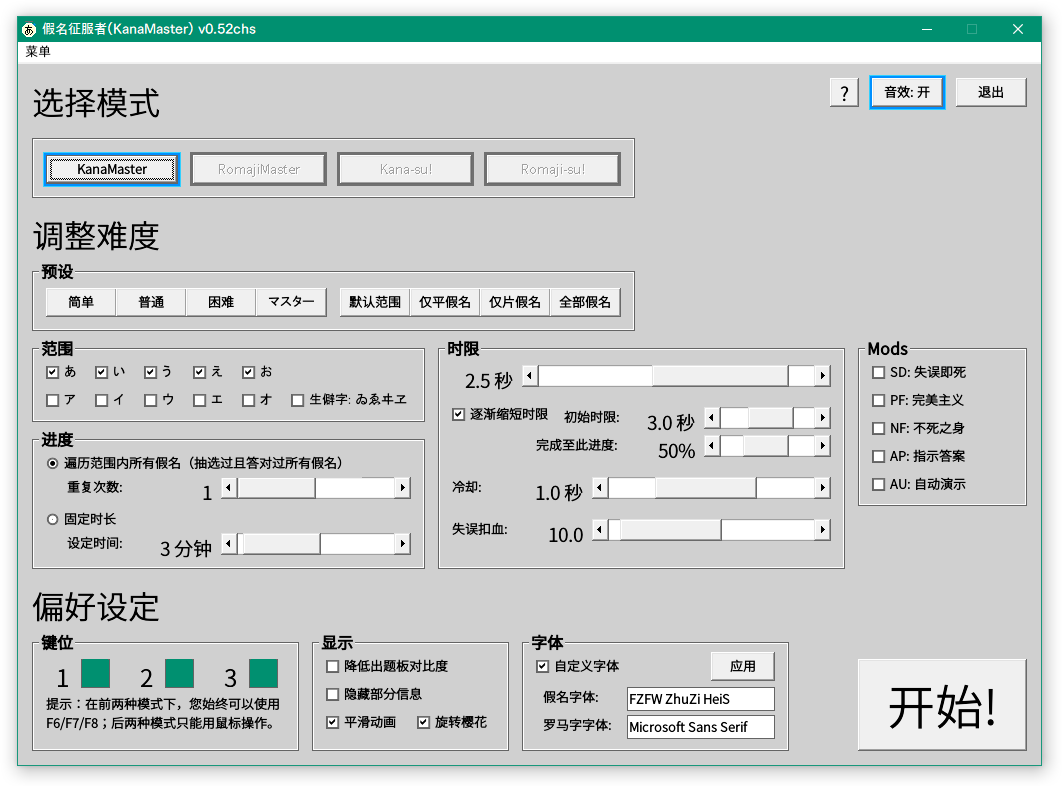 あ 假名征服者(KanaMaster) v0.52chs
菜单
选择模式
? 音效: 开 退出
KanaMaster RomajiMaster Kana-su! Romaji-su!
调整难度
预设
简单 普通 困难 マスター 默认范围 仅平假名 仅片假名 全部假名
范围
あ い う え お
ア イ ウ エ オ 生僻字: ゐゑヰヱ
进度
遍历范围内所有假名（抽选过且答对过所有假名）
重复次数: 1
固定时长
设定时间: 3 分钟
时限
2.5 秒
逐渐缩短时限 初始时限: 3.0 秒
完成至此进度: 50%
冷却: 1.0 秒
失误扣血: 10.0
Mods
SD: 失误即死
PF: 完美主义
NF: 不死之身
AP: 指示答案
AU: 自动演示
偏好设定
键位
1 2 3
提示：在前两种模式下，您始终可以使用
F6/F7/F8；后两种模式只能用鼠标操作。
显示
降低出题板对比度
隐藏部分信息
平滑动画 旋转樱花
字体
自定义字体 应用
假名字体: FZFW ZhuZi HeiS
罗马字字体: Microsoft Sans Serif
开始!